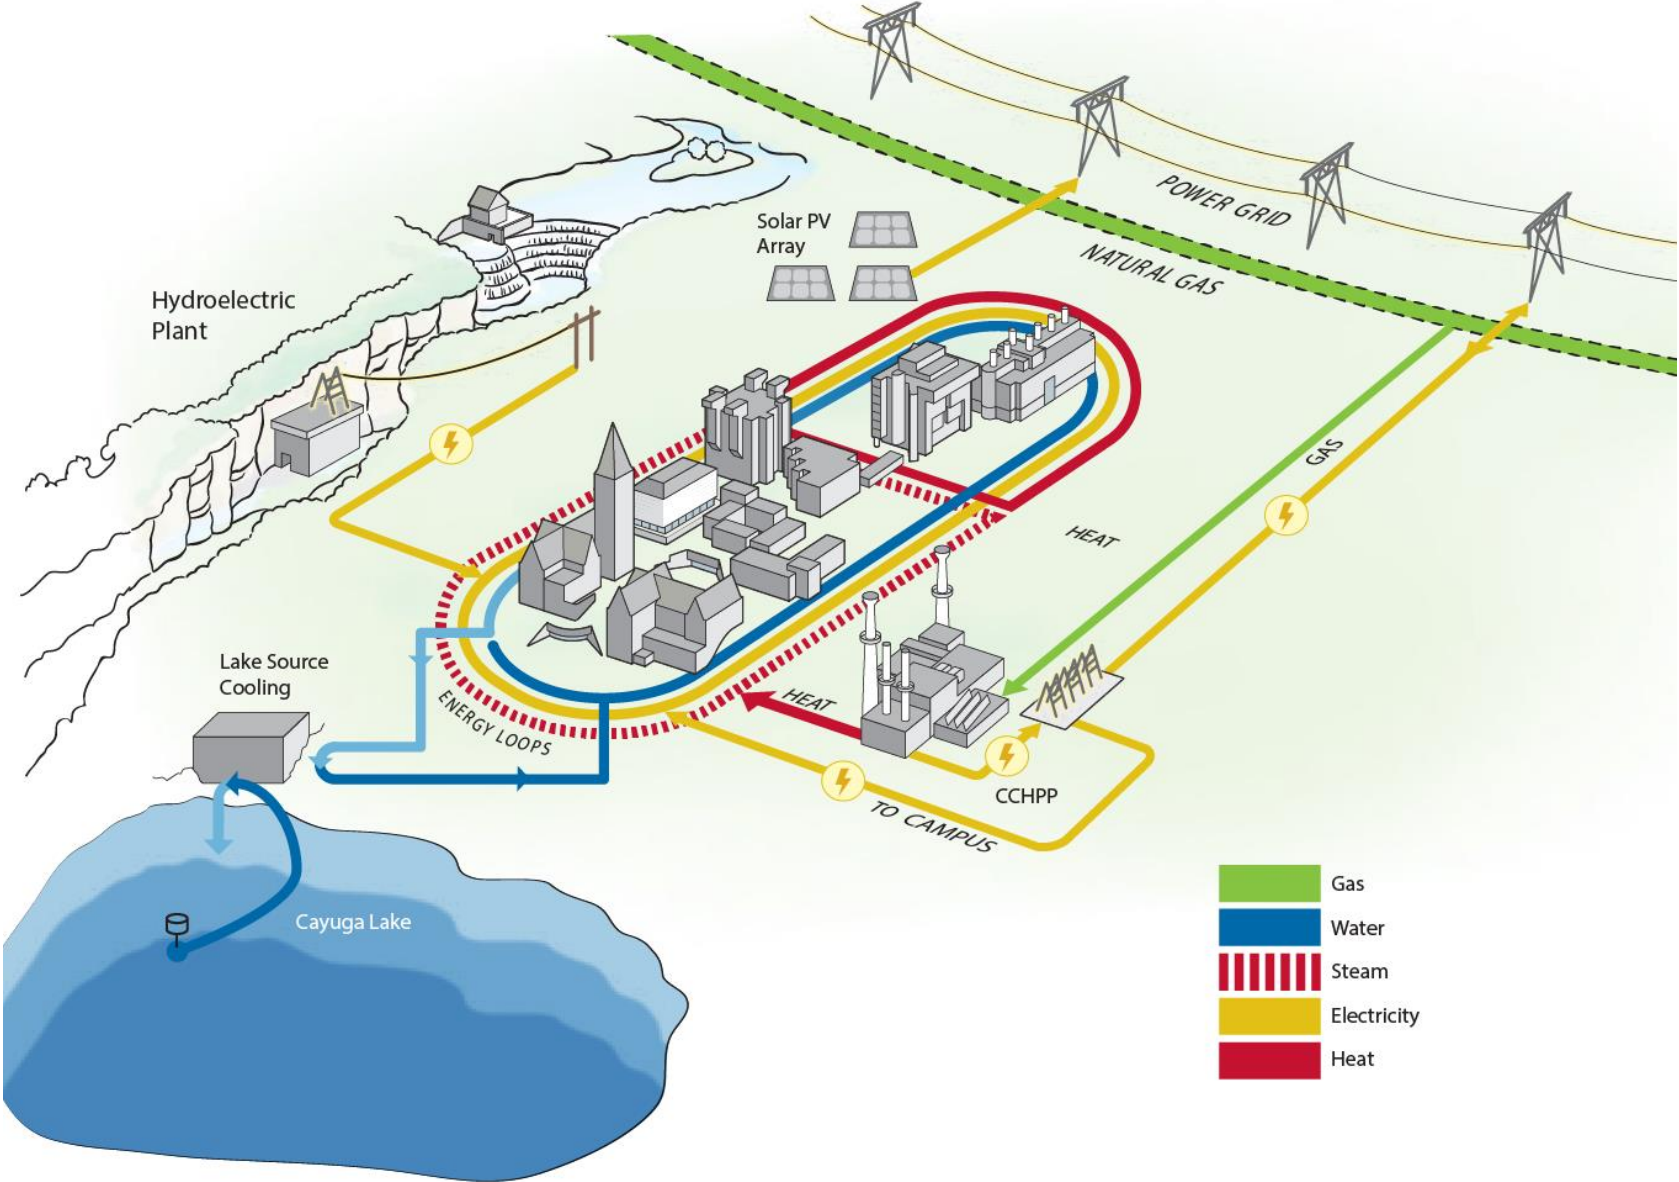 POWER GRID
NATURAL GAS
Solar PV
Array
Hydroelectric
Plant
GAS
HEAT
Lake Source
Cooling
ENERGY LOOPS
HEAT
CCHPP
TO CAMPUS
Cayuga Lake
Gas
Water
Steam
Electricity
Heat